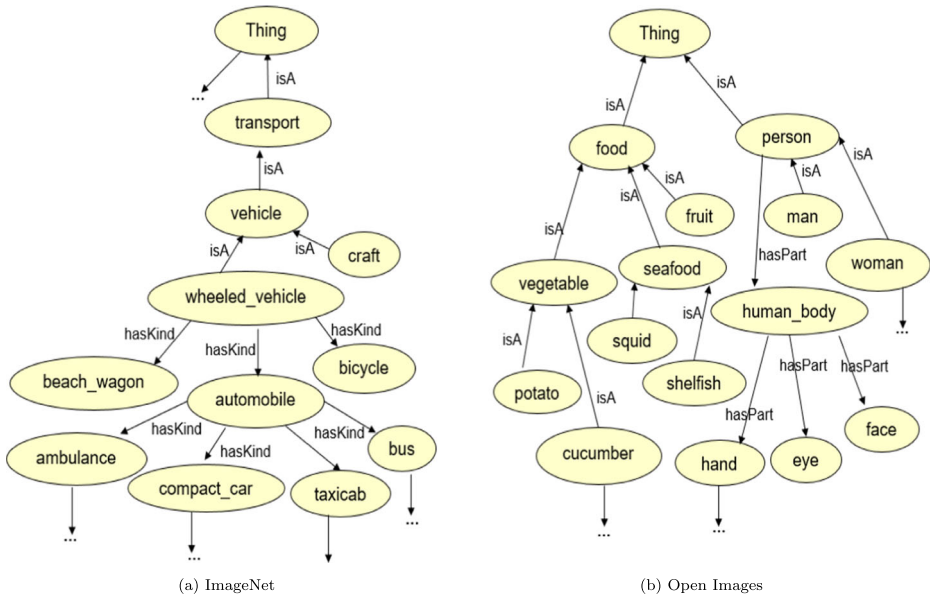 Thing
isA
...
transport
isA
vehicle
isA
isA
craft
wheeled_vehicle
hasKind
hasKind
hasKind
beach_wagon
bicycle
automobile
hasKind
hasKind
hasKind
ambulance
bus
compact_car
taxicab
...
...
...
(a) ImageNet
Thing
isA
isA
food
person
isA
isA
isA
isA
isA
fruit
man
hasPart
woman
vegetable
seafood
human_body
...
isA
isA
squid
hasPart
hasPart
potato
shelfish
isA
hasPart
face
cucumber
hand
eye
...
...
(b) Open Images